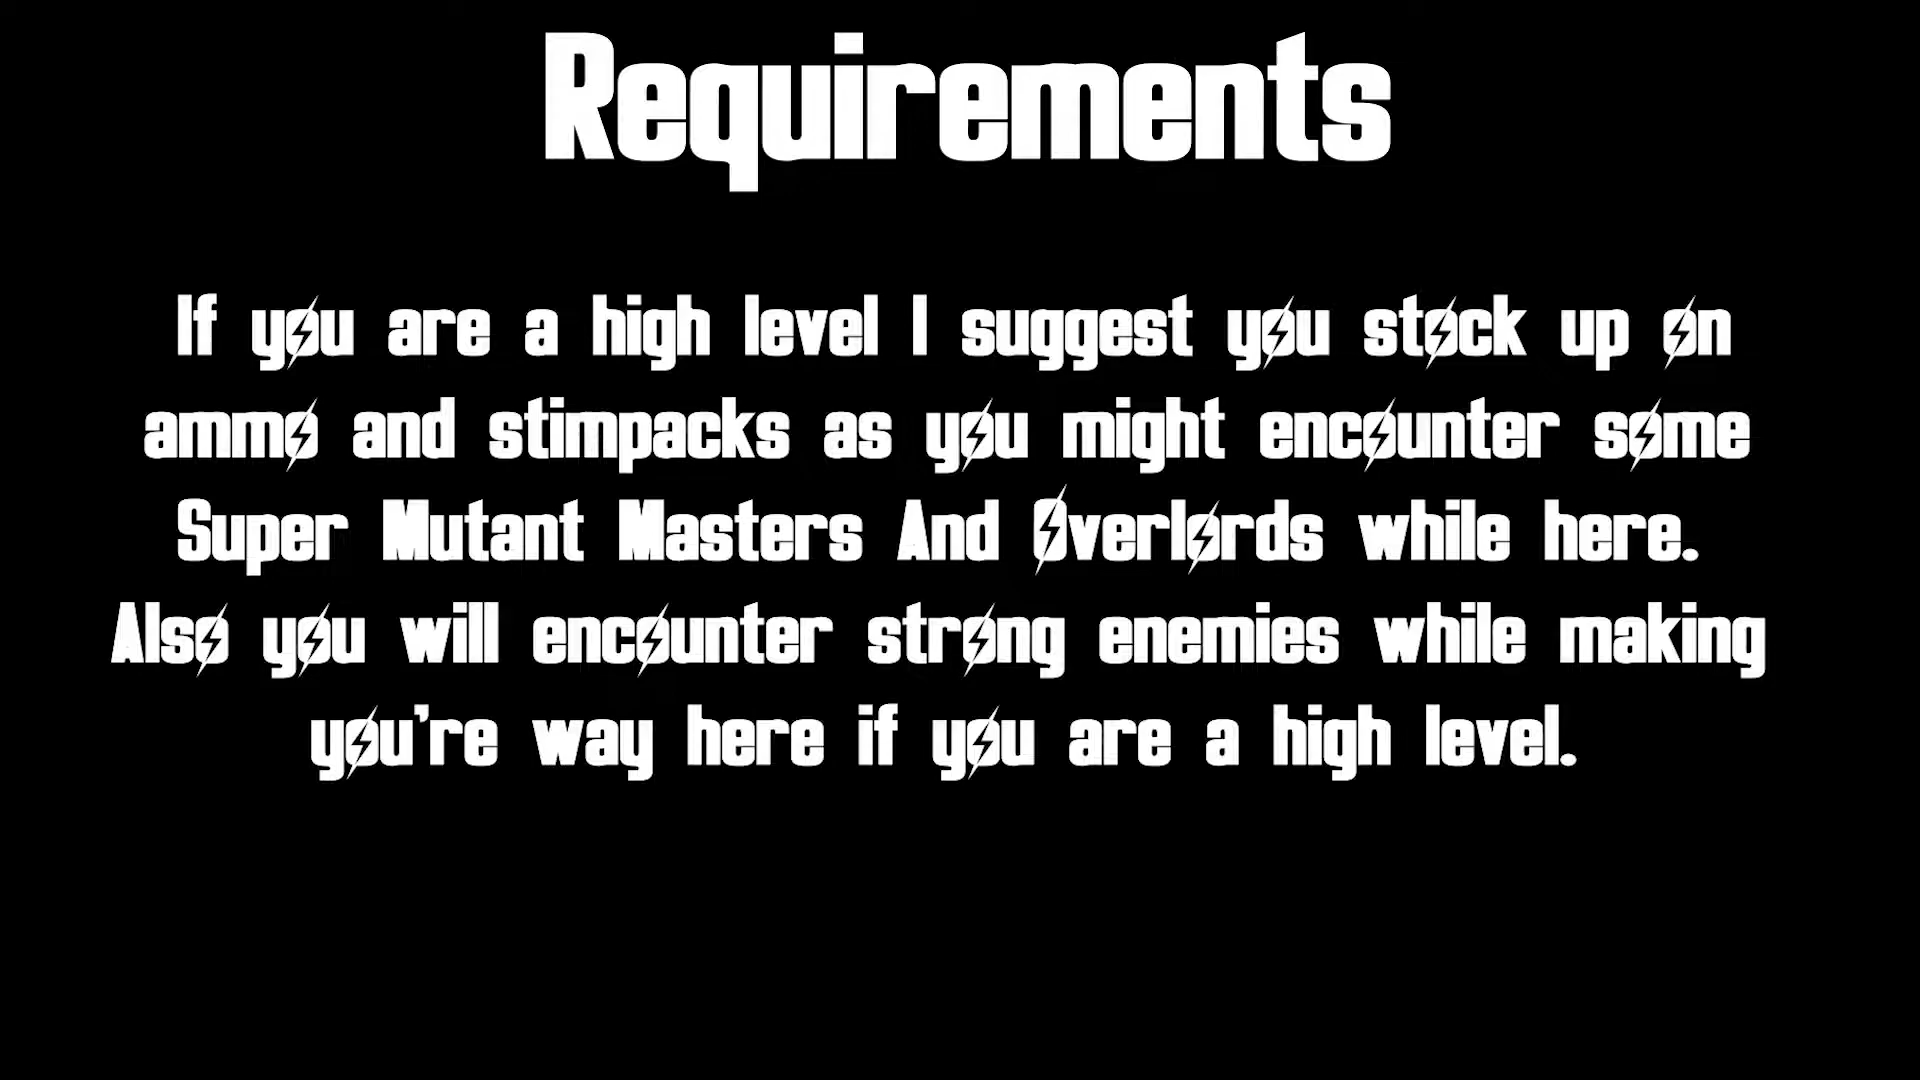 Requirements
If you are a high level I suggest you stock up on
ammo and stimpacks as you might encounter some
Super Mutant Masters And Overlords while here.
Also you will encounter strong enemies while making
you're way here if you are a high level.